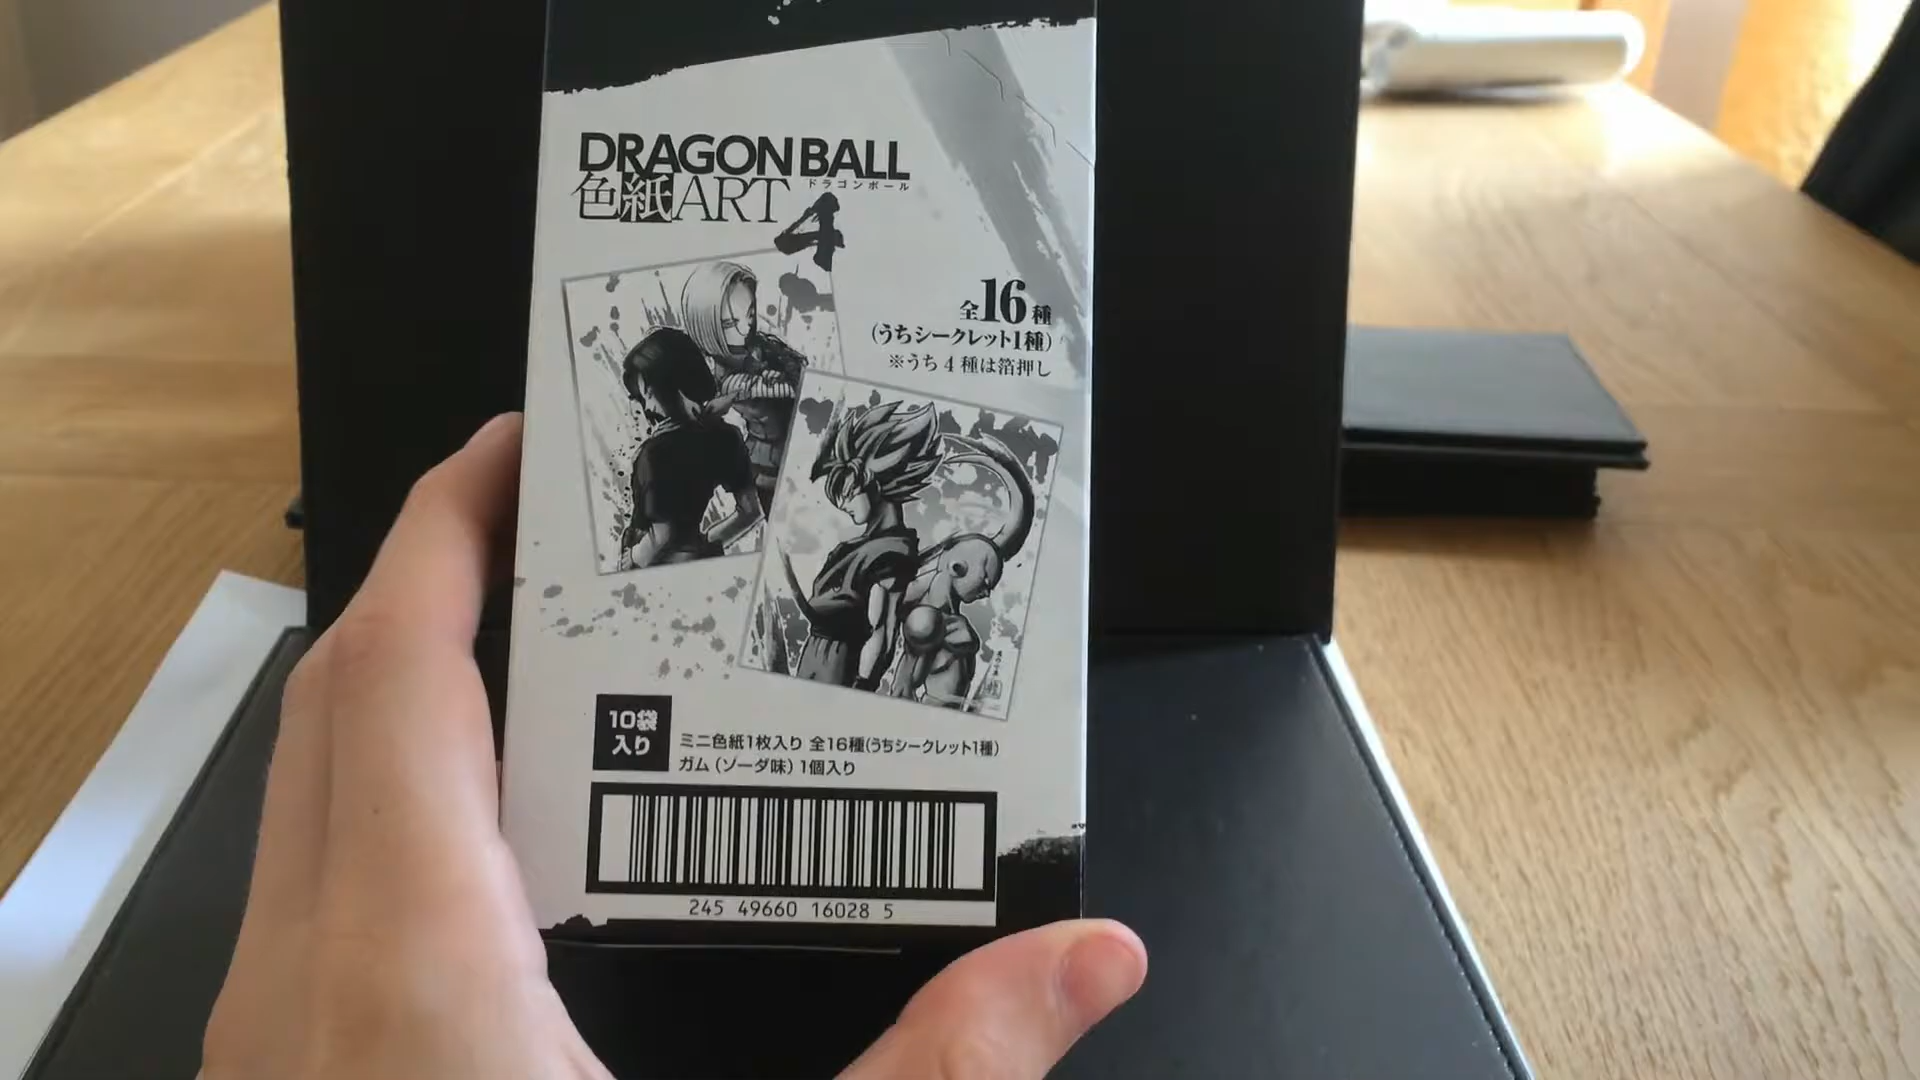 DRAGON BALL
ドラゴンボール
色紙ART
4
全16種
(うちシークレット1種)
※うち4種は箔押し
10袋
入り
ミニ色紙1枚入り 全16種(うちシークレット1種)
ガム(ソーダ味)1個入り
245 49660 16028 5